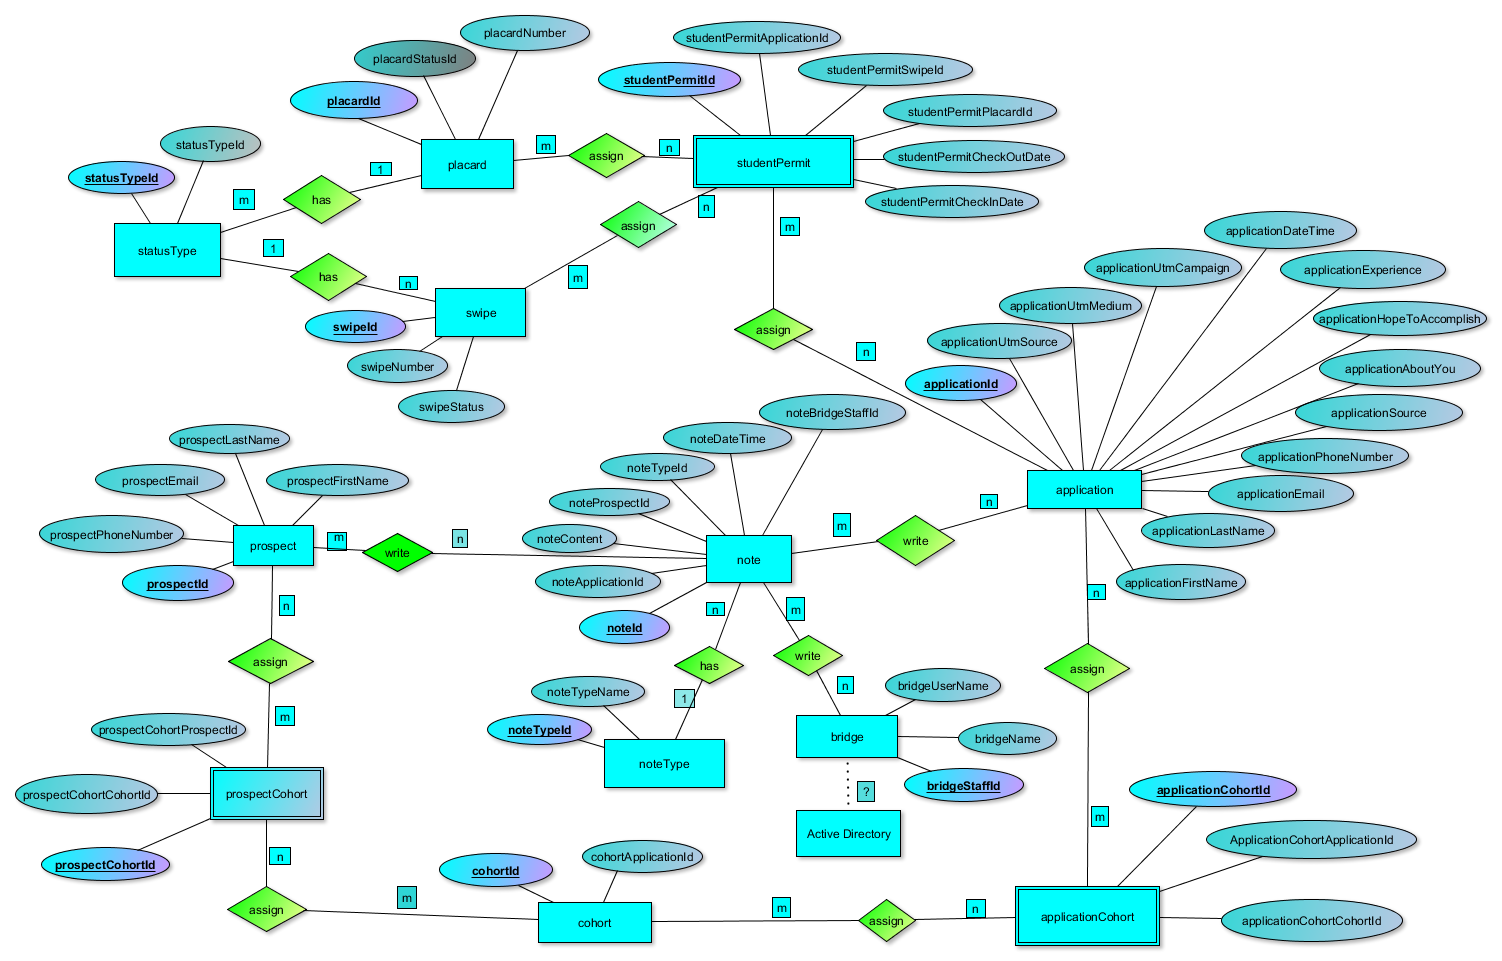 placardNumber
studentPermitApplicationId
placardStatusId
studentPermitSwipeId
studentPermitId
placardId
studentPermitPlacardId
statusTypeId
m
n
assign
studentPermit
studentPermitCheckOutDate
placard
1
statusTypeId
has
m
studentPermitCheckInDate
n
assign
m
applicationDateTime
statusType
1
has
n
m
applicationUtmCampaign
applicationExperience
applicationUtmMedium
swipe
swipeId
assign
applicationHopeToAccomplish
applicationUtmSource
n
swipeNumber
applicationAboutYou
applicationId
swipeStatus
noteBridgeStaffId
applicationSource
prospectLastName
noteDateTime
applicationPhoneNumber
noteTypeId
prospectEmail
prospectFirstName
application
applicationEmail
noteProspectId
n
m
prospectPhoneNumber
noteContent
applicationLastName
m
n
write
prospect
write
note
prospectId
noteApplicationId
applicationFirstName
n
n
n
m
noteId
assign
has
write
assign
n
bridgeUserName
noteTypeName
1
m
prospectCohortProspectId
noteTypeId
bridge
bridgeName
noteType
bridgeStaffId
applicationCohortId
?
prospectCohortCohortId
prospectCohort
m
Active Directory
ApplicationCohortApplicationId
n
cohortApplicationId
prospectCohortId
cohortId
m
assign
m
n
cohort
assign
applicationCohort
applicationCohortCohortId